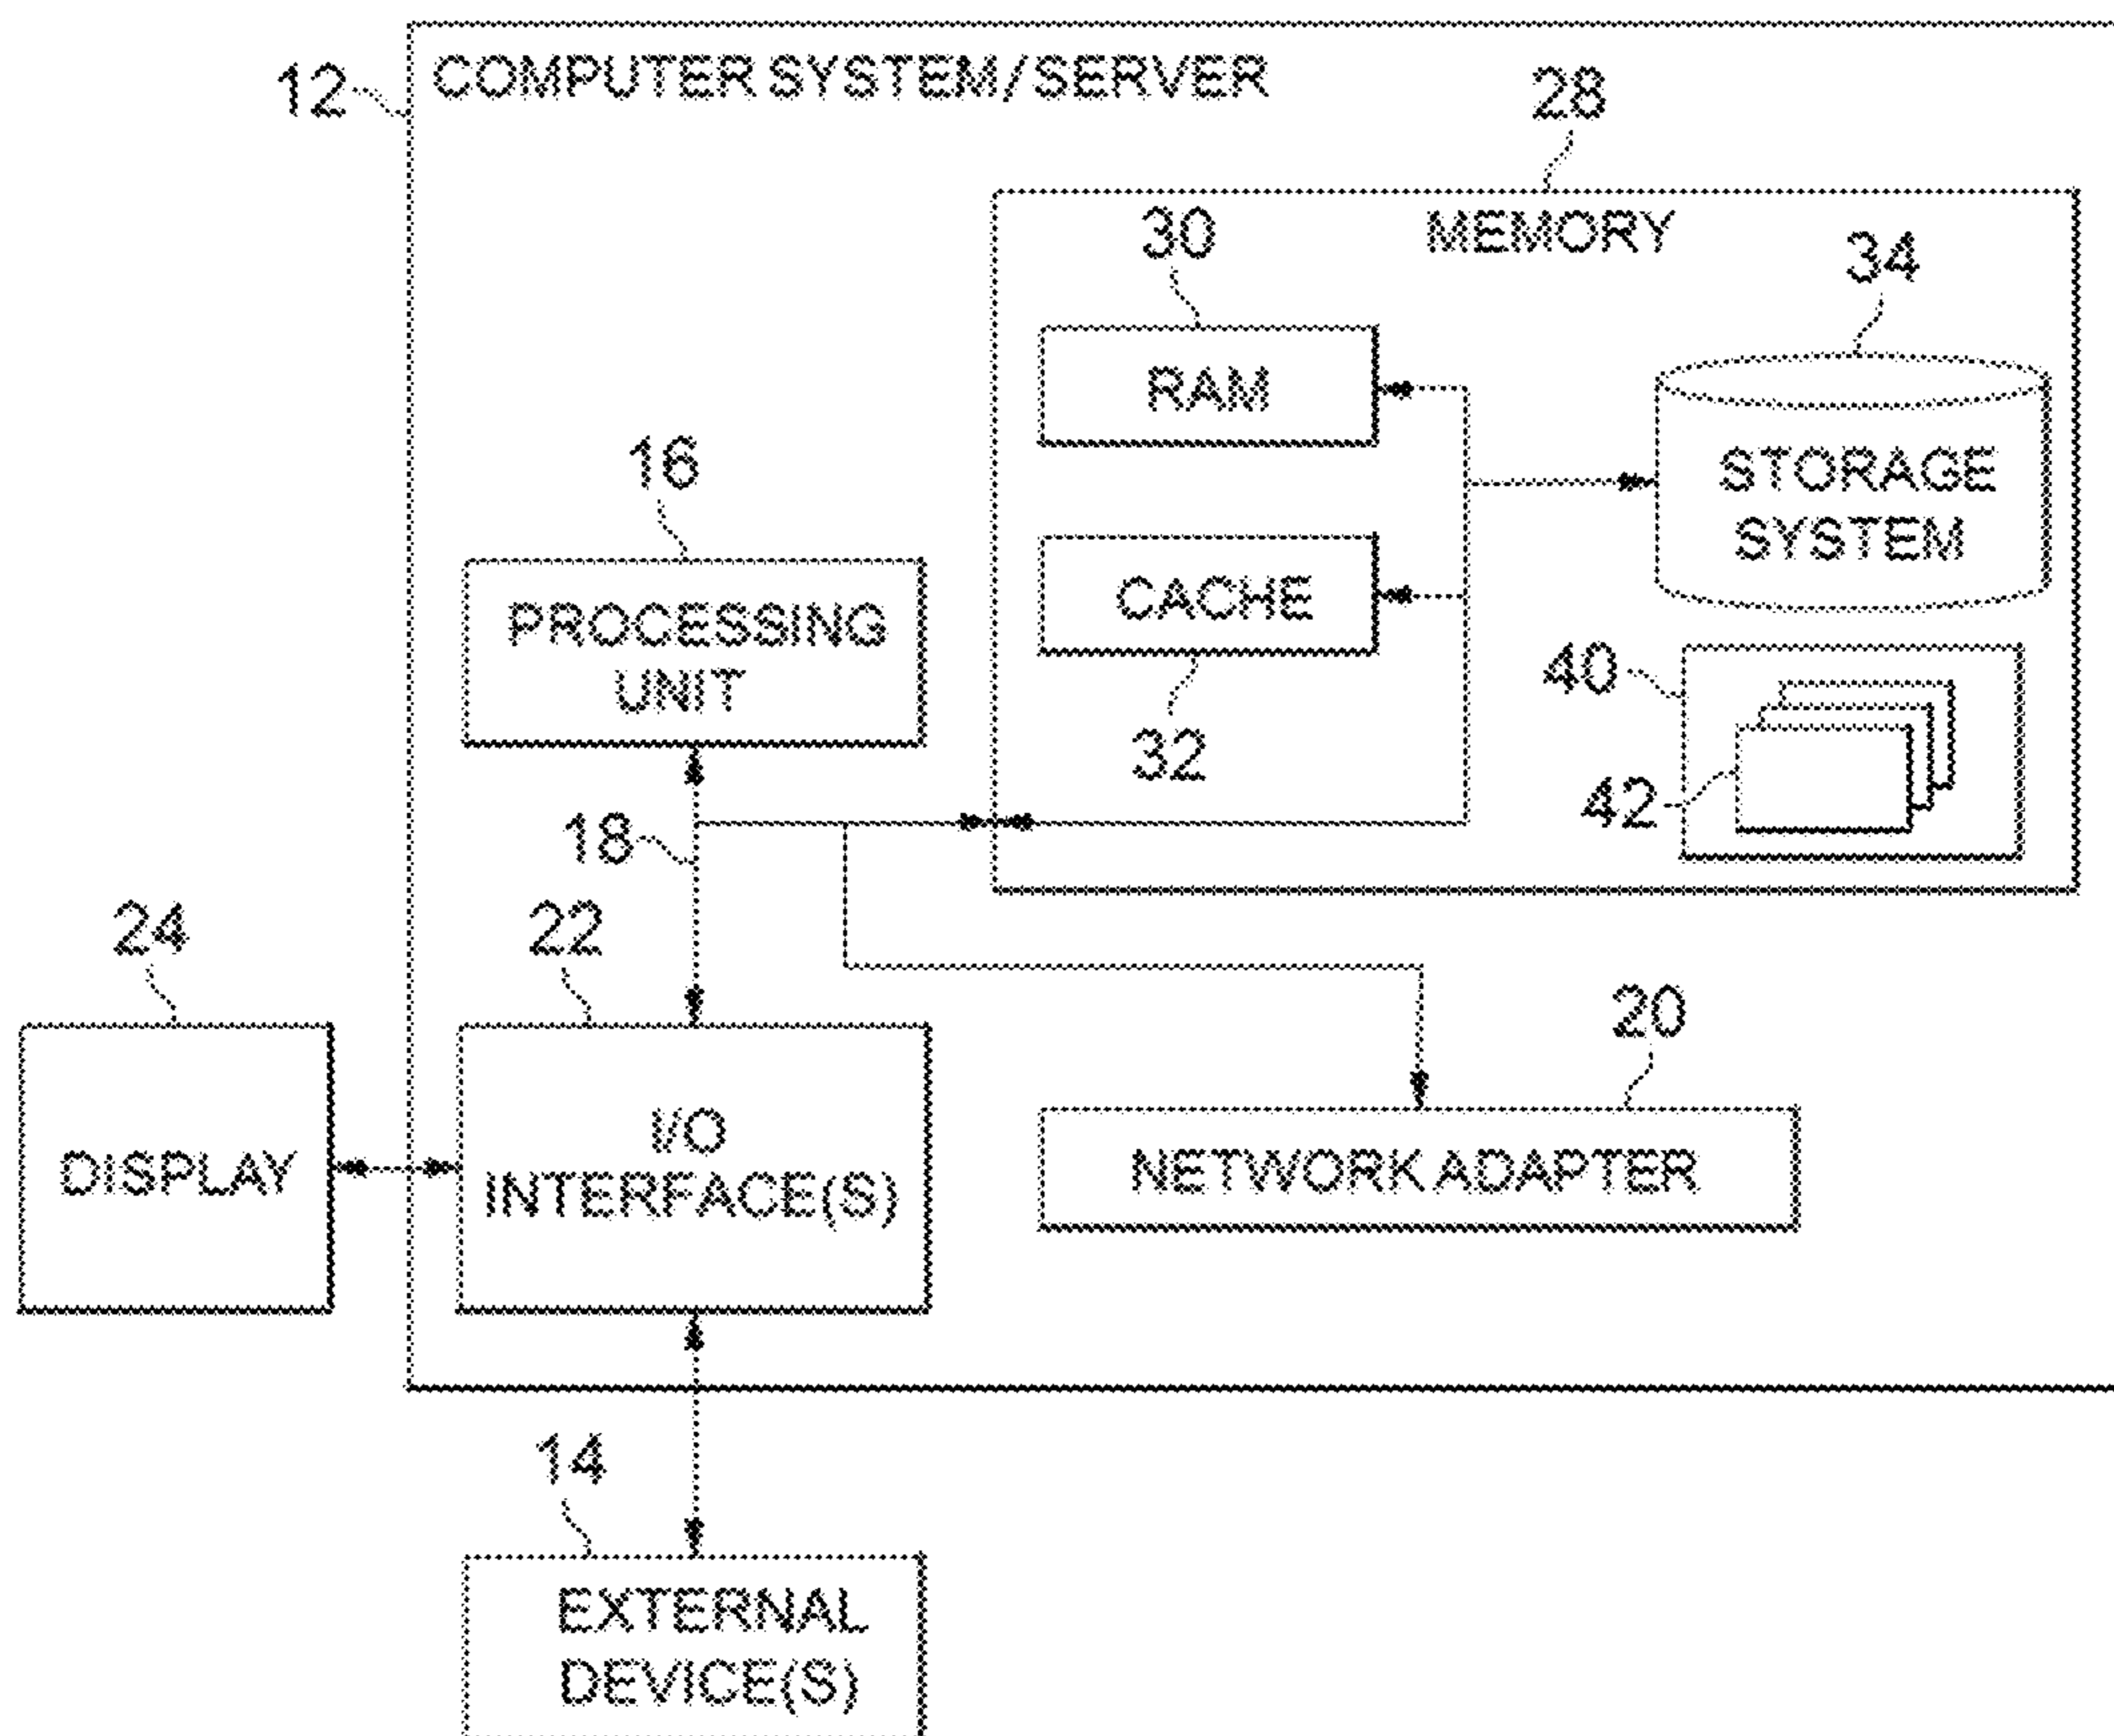 12
COMPUTER SYSTEM/SERVER
28
MEMORY
30
34
RAM
STORAGE
SYSTEM
16
PROCESSING
UNIT
CACHE
32
40
42
18
24
22
20
DISPLAY
I/O
INTERFACE(S)
NETWORK ADAPTER
14
EXTERNAL
DEVICE(S)